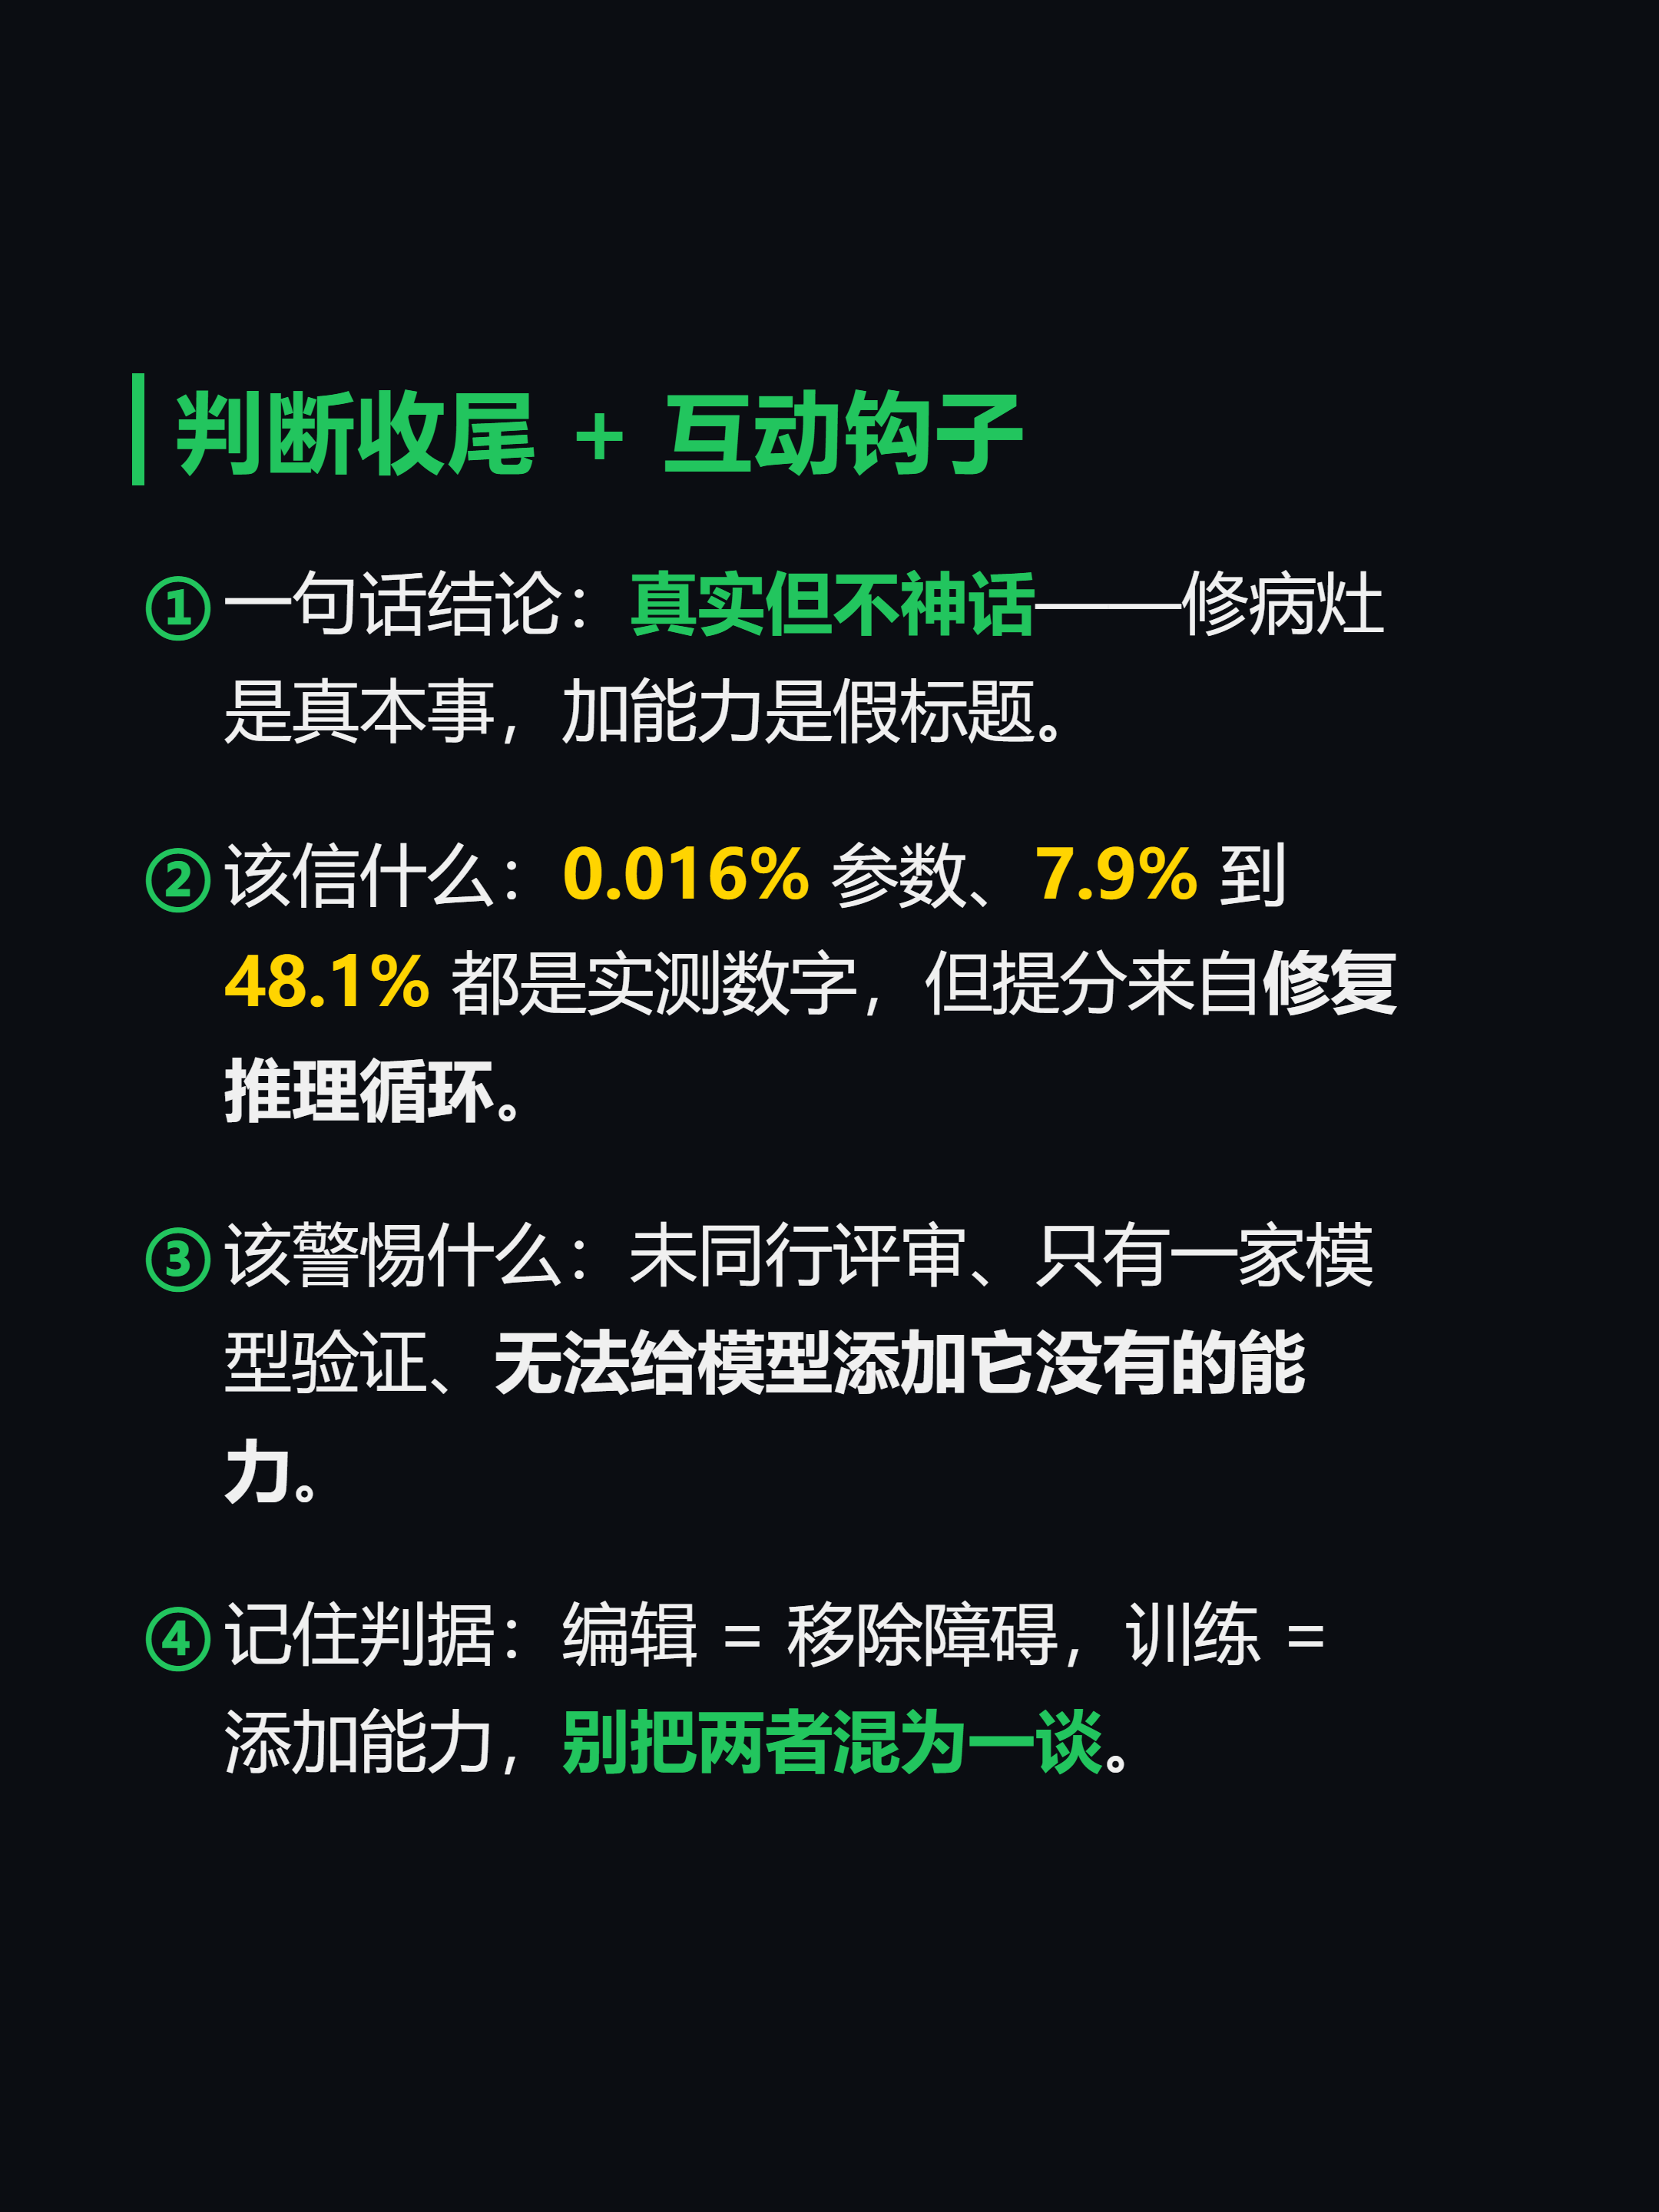 判断收尾 + 互动钩子
① 一句话结论：真实但不神话——修病灶
是真本事，加能力是假标题。
② 该信什么：0.016% 参数、7.9% 到
48.1% 都是实测数字，但提分来自修复
推理循环。
③ 该警惕什么：未同行评审、只有一家模
型验证、无法给模型添加它没有的能
力。
④ 记住判据：编辑 = 移除障碍，训练 =
添加能力，别把两者混为一谈。